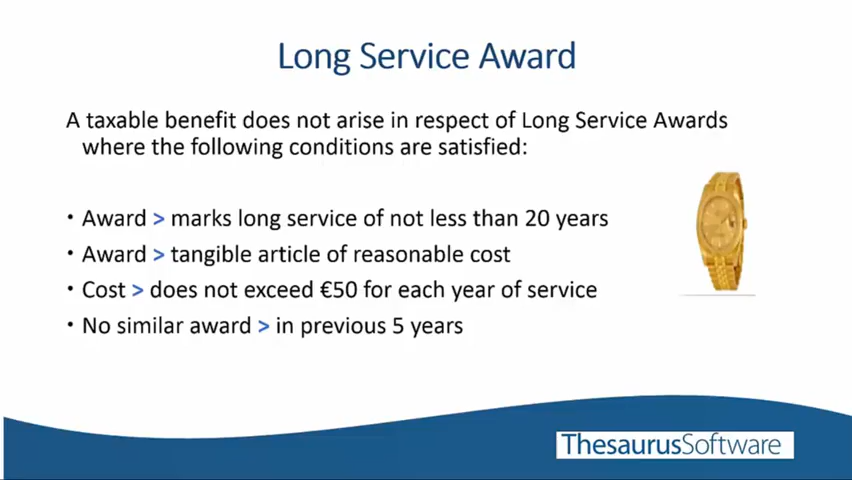 Long Service Award
A taxable benefit does not arise in respect of Long Service Awards
where the following conditions are satisfied:
• Award > marks long service of not less than 20 years
• Award > tangible article of reasonable cost
• Cost > does not exceed €50 for each year of service
• No similar award > in previous 5 years
ThesaurusSoftware